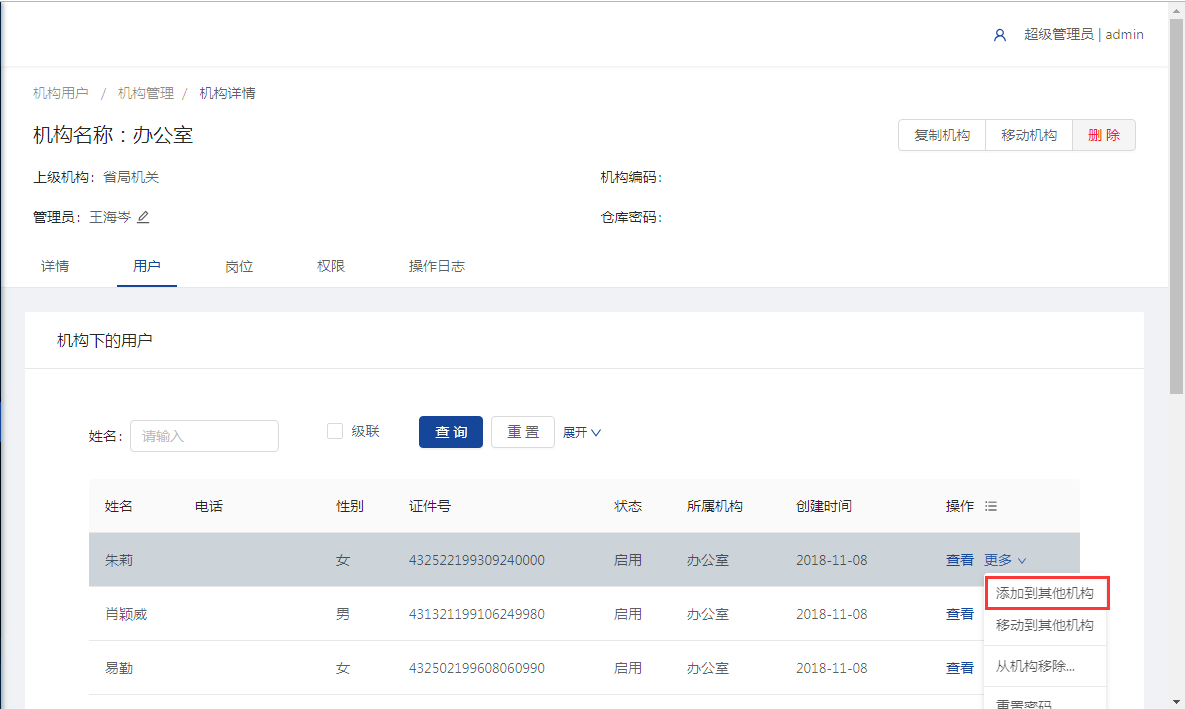 超级管理员 | admin
机构用户 / 机构管理 / 机构详情
机构名称：办公室
复制机构 移动机构 删 除
上级机构：省局机关 机构编码：
管理员：王海岑 仓库密码：
详情 用户 岗位 权限 操作日志
机构下的用户
姓名： 请输入 级联 查 询 重 置 展开
姓名 电话 性别 证件号 状态 所属机构 创建时间 操作
朱莉 女 432522199309240000 启用 办公室 2018-11-08 查看 更多
添加到其他机构
肖颖威 男 431321199106249980 启用 办公室 2018-11-08 查看
移动到其他机构
易勤 女 432502199608060990 启用 办公室 2018-11-08 查看
从机构移除...
重置密码